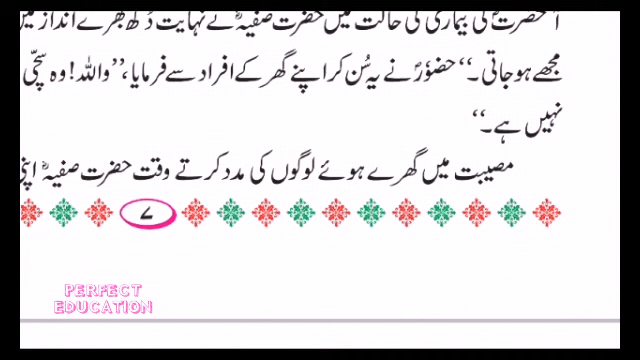 آنحضرتؐ کی بیماری کی حالت میں حضرت صفیہؓ نے نہایت دُکھ بھرے انداز میں
مجھے ہو جاتی۔‘‘ حضورؐ نے یہ سُن کر اپنے گھر کے افراد سے فرمایا، ’’واللہ! وہ سچّی
نہیں ہے۔‘‘
مصیبت میں گھرے ہوئے لوگوں کی مدد کرتے وقت حضرت صفیہؓ اپنی
۷
PERFECT
EDUCATION